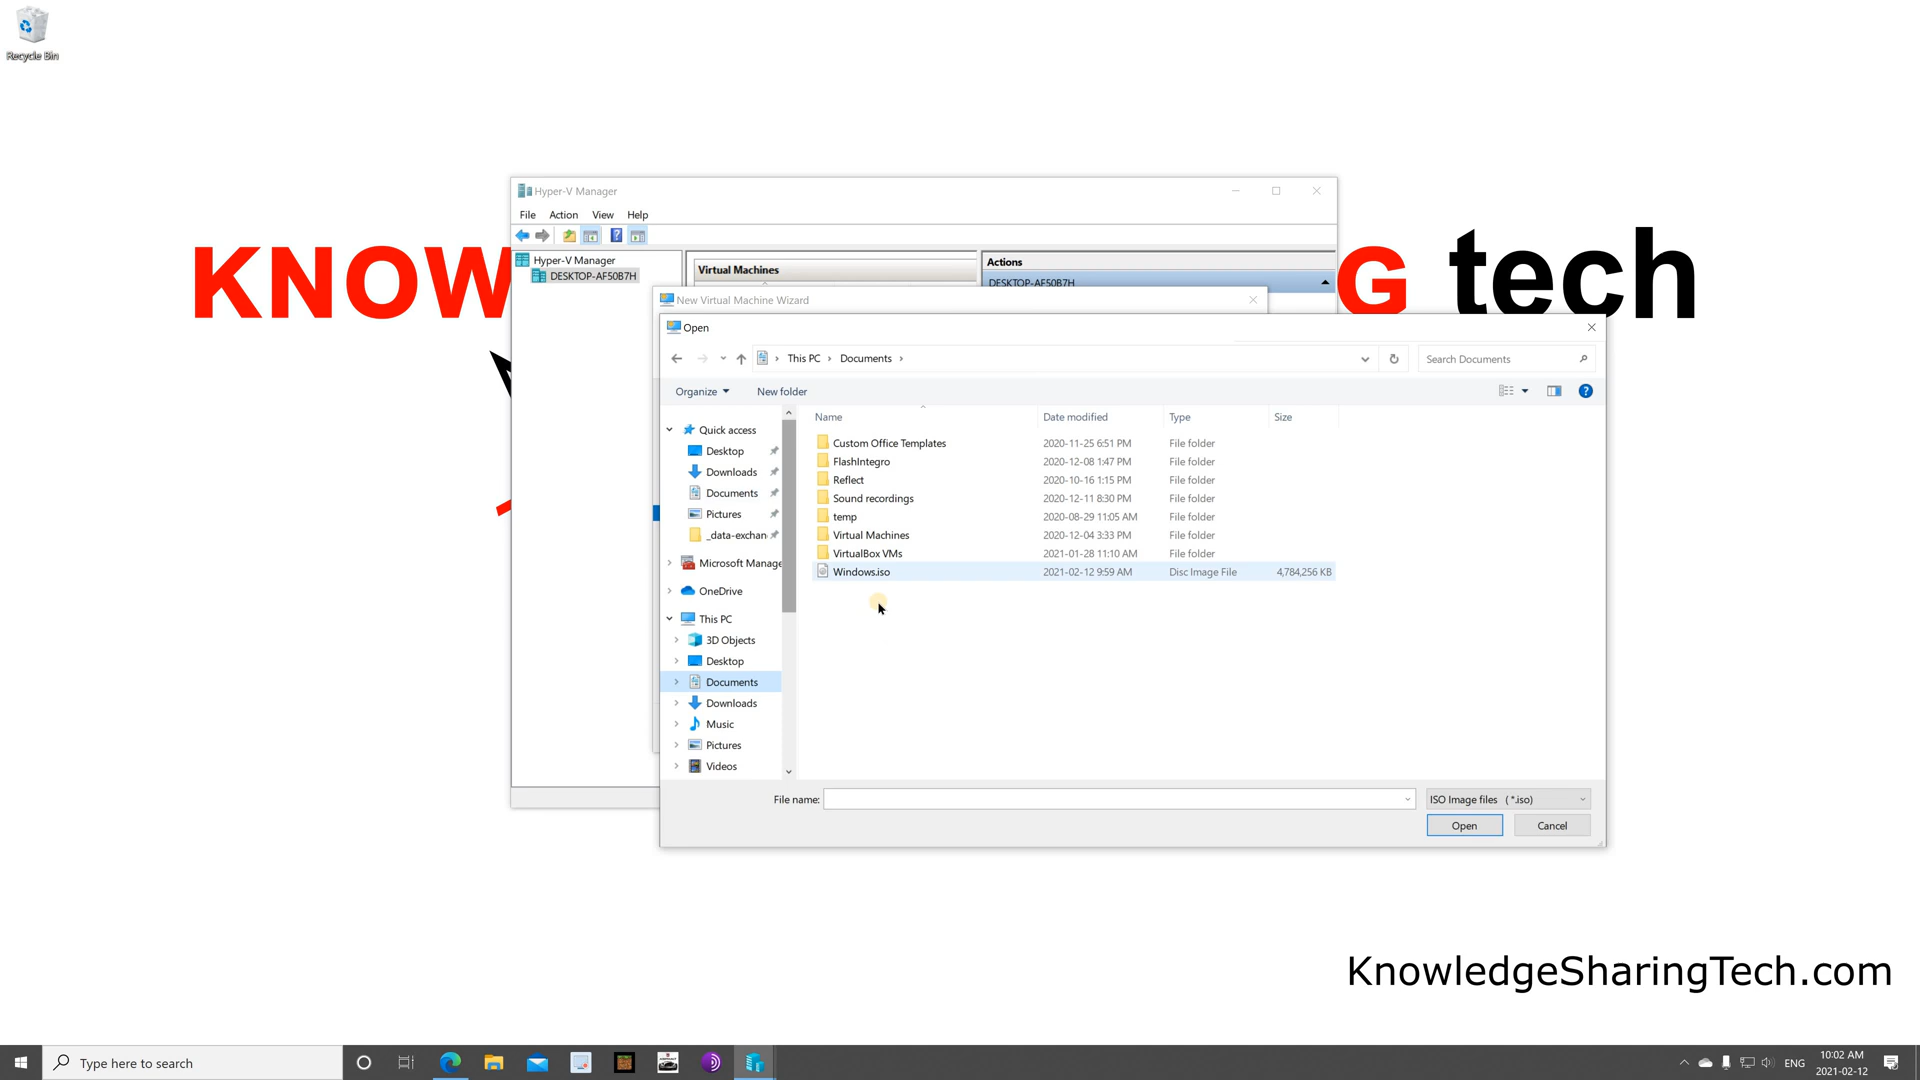 Recycle Bin
KNOW
G tech
Hyper-V Manager
File Action View Help
Hyper-V Manager
DESKTOP-AF50B7H
Virtual Machines
Actions
DESKTOP-AF50B7H
New Virtual Machine Wizard
Open
This PC Documents
Search Documents
Organize New folder
Name Date modified Type Size
Quick access
Desktop
Downloads
Documents
Pictures
_data-exchan
Microsoft Manage
OneDrive
This PC
3D Objects
Desktop
Documents
Downloads
Music
Pictures
Videos
Custom Office Templates 2020-11-25 6:51 PM File folder
FlashIntegro 2020-12-08 1:47 PM File folder
Reflect 2020-10-16 1:15 PM File folder
Sound recordings 2020-12-11 8:30 PM File folder
temp 2020-08-29 11:05 AM File folder
Virtual Machines 2020-12-04 3:33 PM File folder
VirtualBox VMs 2021-01-28 11:10 AM File folder
Windows.iso 2021-02-12 9:59 AM Disc Image File 4,784,256 KB
File name:
ISO Image files (*.iso)
Open Cancel
KnowledgeSharingTech.com
Type here to search
ENG
10:02 AM
2021-02-12